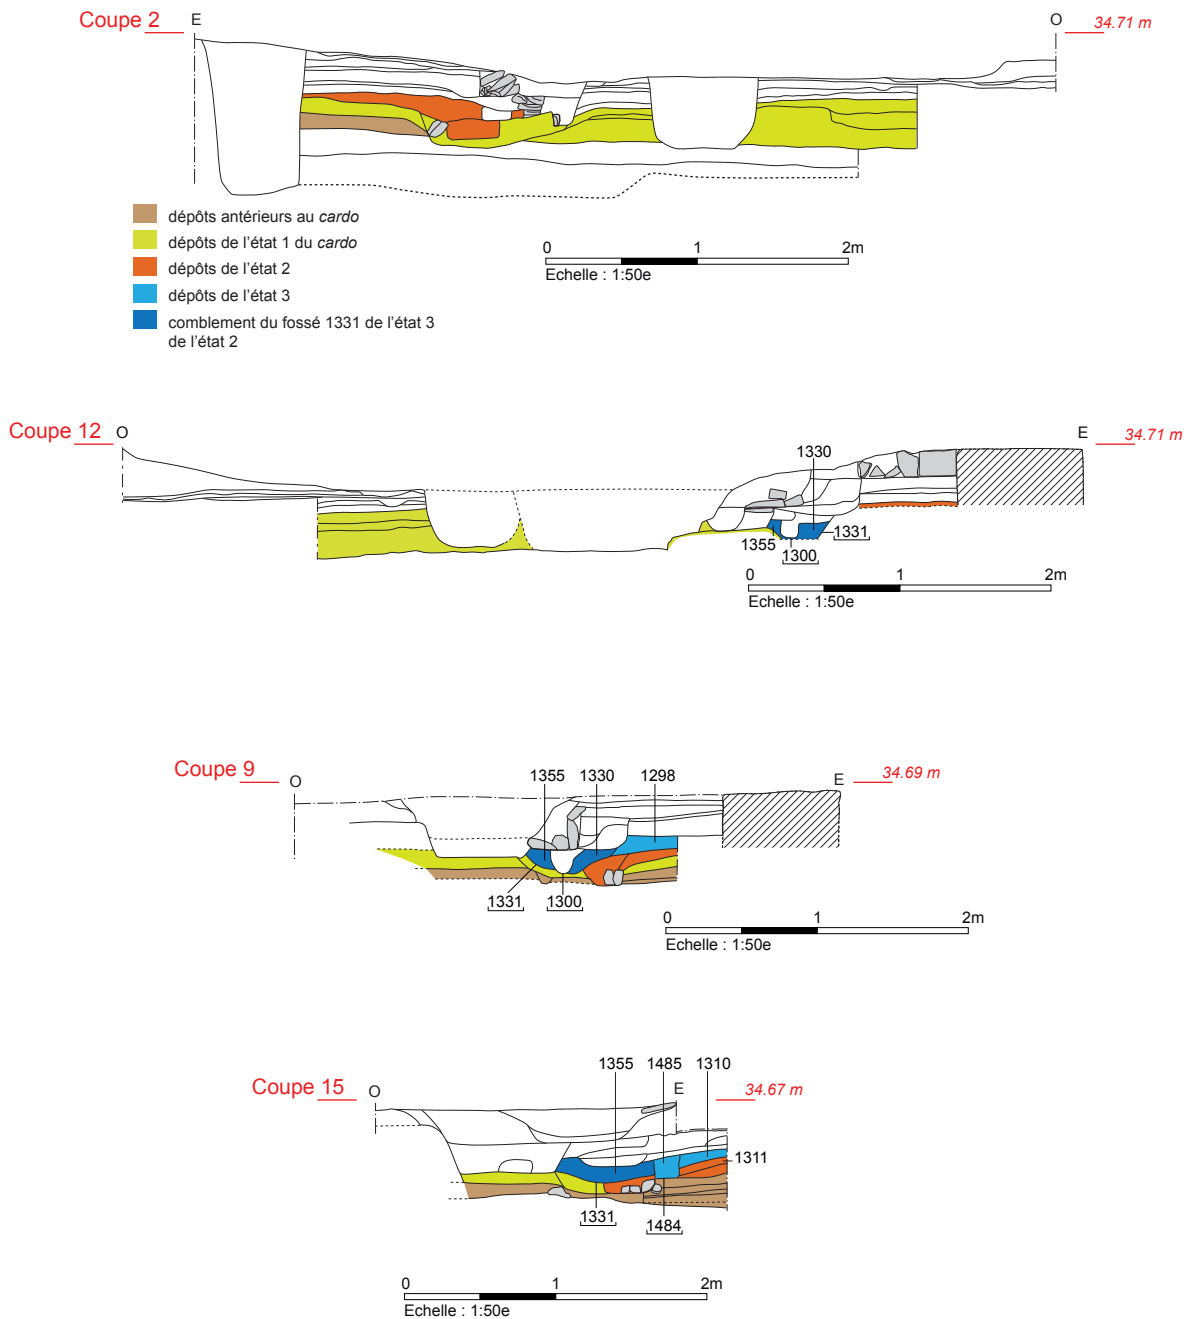 Coupe 2 E O 34.71 m
dépôts antérieurs au cardo
dépôts de l'état 1 du cardo
dépôts de l'état 2
dépôts de l'état 3
comblement du fossé 1331 de l'état 3
de l'état 2
0 1 2m
Echelle : 1:50e
Coupe 12 O E 34.71 m
1330
1355 1331
1300
0 1 2m
Echelle : 1:50e
Coupe 9 O 1355 1330 1298 E 34.69 m
1331 1300
0 1 2m
Echelle : 1:50e
1355 1485 1310
Coupe 15 O E 34.67 m
1311
1331 1484
0 1 2m
Echelle : 1:50e